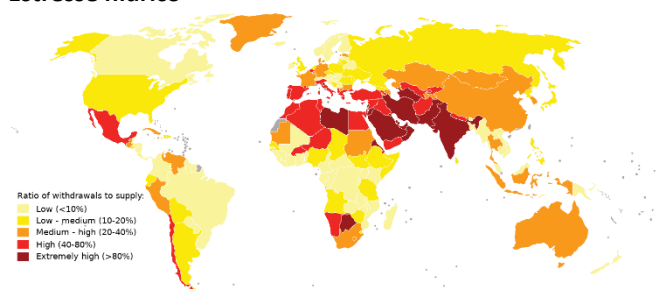 Ratio of withdrawals to supply:
Low (<10%)
Low - medium (10-20%)
Medium - high (20-40%)
High (40-80%)
Extremely high (>80%)